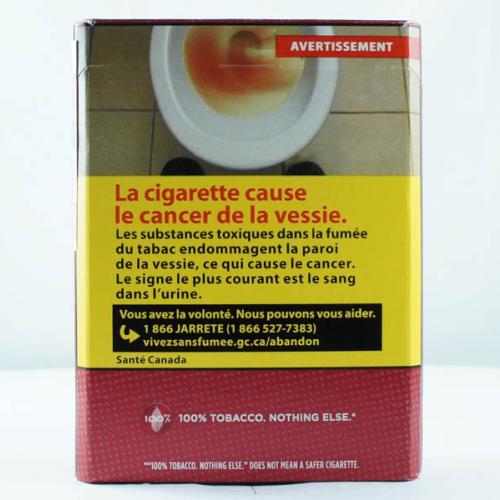 AVERTISSEMENT
La cigarette cause
le cancer de la vessie.
Les substances toxiques dans la fumée
du tabac endommagent la paroi
de la vessie, ce qui cause le cancer.
Le signe le plus courant est le sang
dans l'urine.
Vous avez la volonté. Nous pouvons vous aider.
1 866 JARRETE (1 866 527-7383)
vivezsansfumee.gc.ca/abandon
Santé Canada
100% 100% TOBACCO. NOTHING ELSE.*
*"100% TOBACCO. NOTHING ELSE." DOES NOT MEAN A SAFER CIGARETTE.